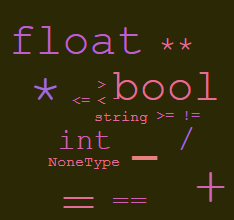 float **
* <= > < bool
string >= !=
int /
NoneType -
+
= ==